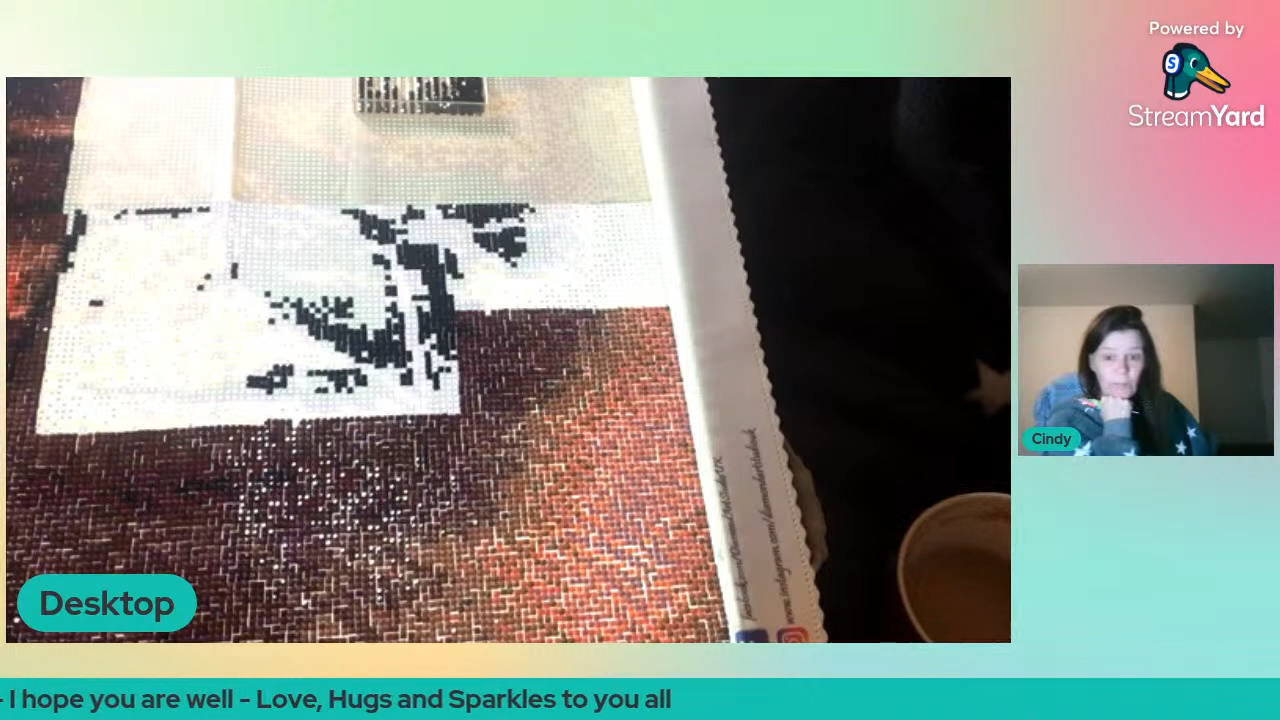 Powered by
StreamYard
S
Cindy
Desktop
- I hope you are well - Love, Hugs and Sparkles to you all